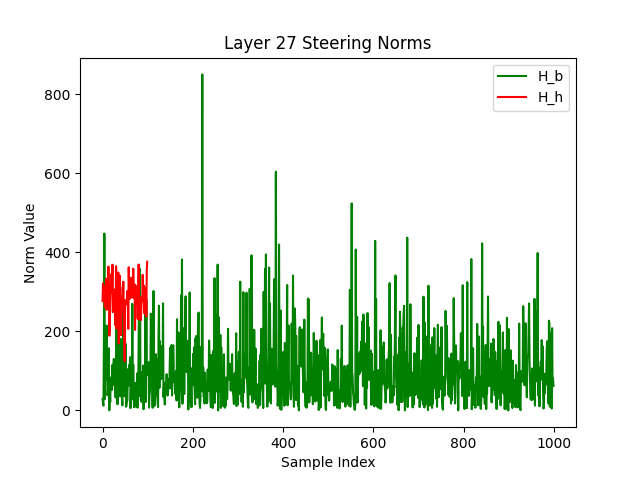 Layer 27 Steering Norms
H_b
H_h
Norm Value
800
600
400
200
0
0 200 400 600 800 1000
Sample Index